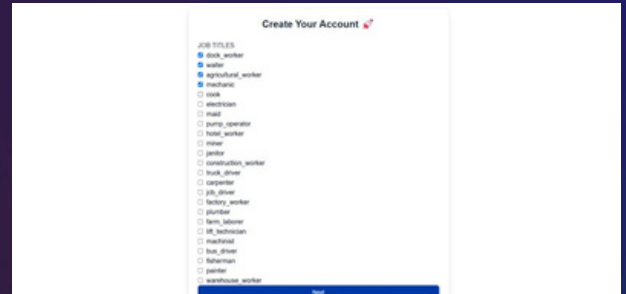 Create Your Account 🚀
JOB TITLES
dock_worker
waiter
agricultural_worker
mechanic
cook
electrician
maid
pump_operator
hotel_worker
miner
janitor
construction_worker
truck_driver
carpenter
jcb_driver
factory_worker
plumber
farm_laborer
lift_technician
machinist
bus_driver
fisherman
painter
warehouse_worker
Next